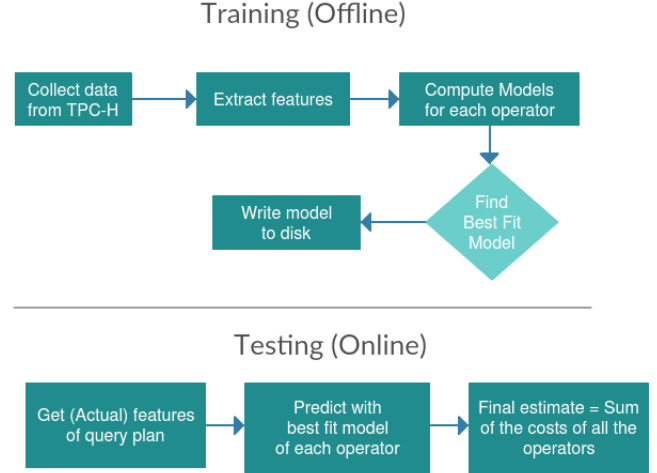 Training (Offline)
Collect data
from TPC-H
Extract features
Compute Models
for each operator
Find
Best Fit
Model
Write model
to disk
Testing (Online)
Get (Actual) features
of query plan
Predict with
best fit model
of each operator
Final estimate = Sum
of the costs of all the
operators